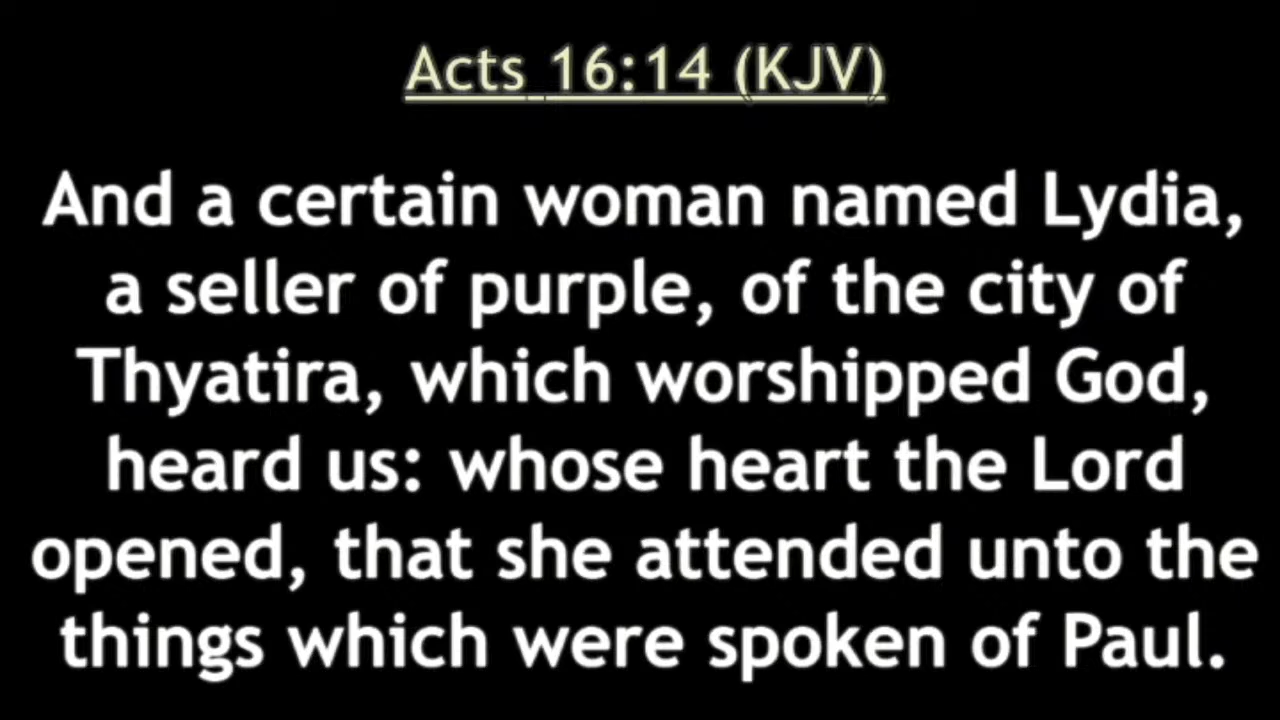 Acts 16:14 (KJV)
And a certain woman named Lydia,
a seller of purple, of the city of
Thyatira, which worshipped God,
heard us: whose heart the Lord
opened, that she attended unto the
things which were spoken of Paul.